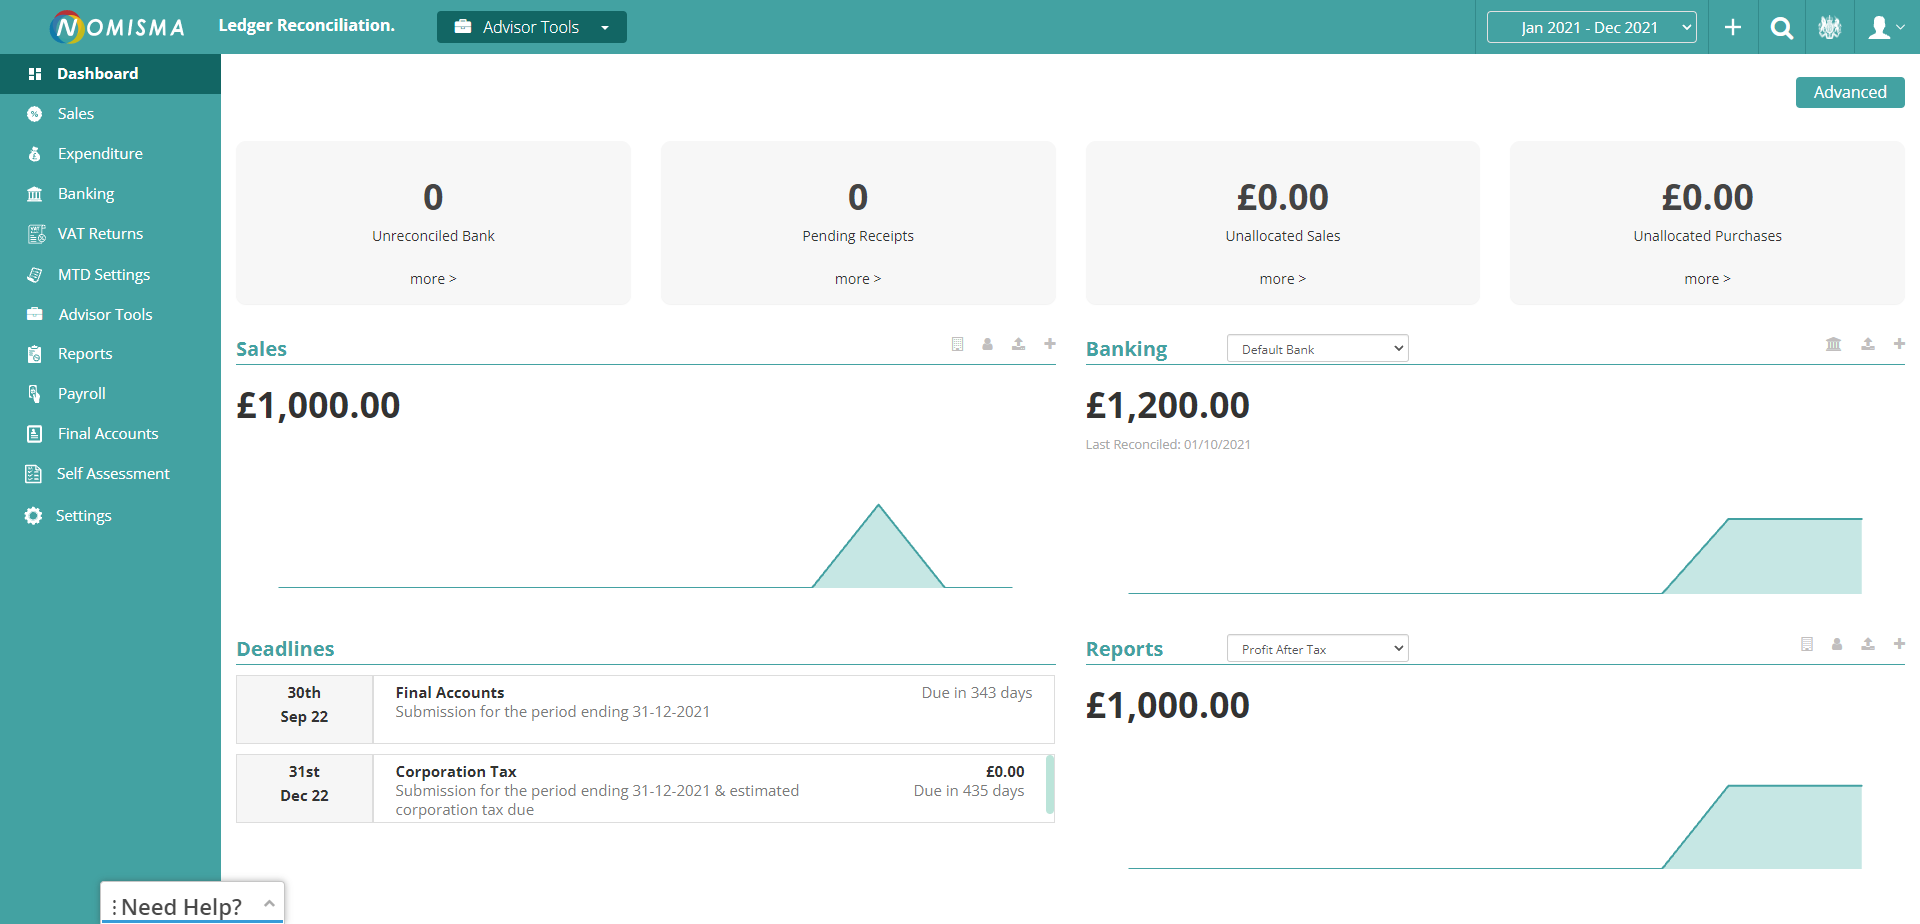 NOMISMA
Ledger Reconciliation.
Advisor Tools
Jan 2021 - Dec 2021
Dashboard
Sales
Expenditure
Banking
VAT Returns
MTD Settings
Advisor Tools
Reports
Payroll
Final Accounts
Self Assessment
Settings
Advanced
0
Unreconciled Bank
more >
0
Pending Receipts
more >
£0.00
Unallocated Sales
more >
£0.00
Unallocated Purchases
more >
Sales
£1,000.00
Banking
Default Bank
£1,200.00
Last Reconciled: 01/10/2021
Deadlines
30th
Sep 22
Final Accounts
Due in 343 days
Submission for the period ending 31-12-2021
31st
Dec 22
Corporation Tax
£0.00
Submission for the period ending 31-12-2021 & estimated
Due in 435 days
corporation tax due
Reports
Profit After Tax
£1,000.00
Need Help?